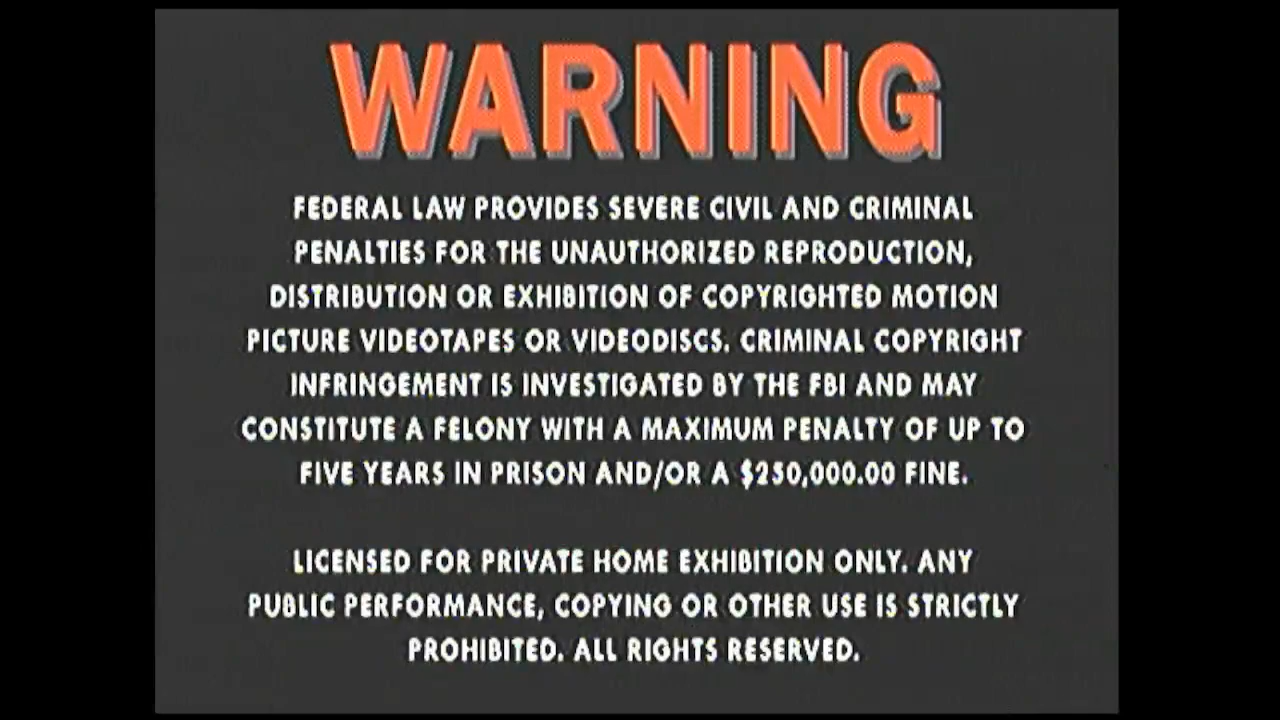 WARNING
FEDERAL LAW PROVIDES SEVERE CIVIL AND CRIMINAL
PENALTIES FOR THE UNAUTHORIZED REPRODUCTION,
DISTRIBUTION OR EXHIBITION OF COPYRIGHTED MOTION
PICTURE VIDEOTAPES OR VIDEODISCS. CRIMINAL COPYRIGHT
INFRINGEMENT IS INVESTIGATED BY THE FBI AND MAY
CONSTITUTE A FELONY WITH A MAXIMUM PENALTY OF UP TO
FIVE YEARS IN PRISON AND/OR A $250,000.00 FINE.
LICENSED FOR PRIVATE HOME EXHIBITION ONLY. ANY
PUBLIC PERFORMANCE, COPYING OR OTHER USE IS STRICTLY
PROHIBITED. ALL RIGHTS RESERVED.